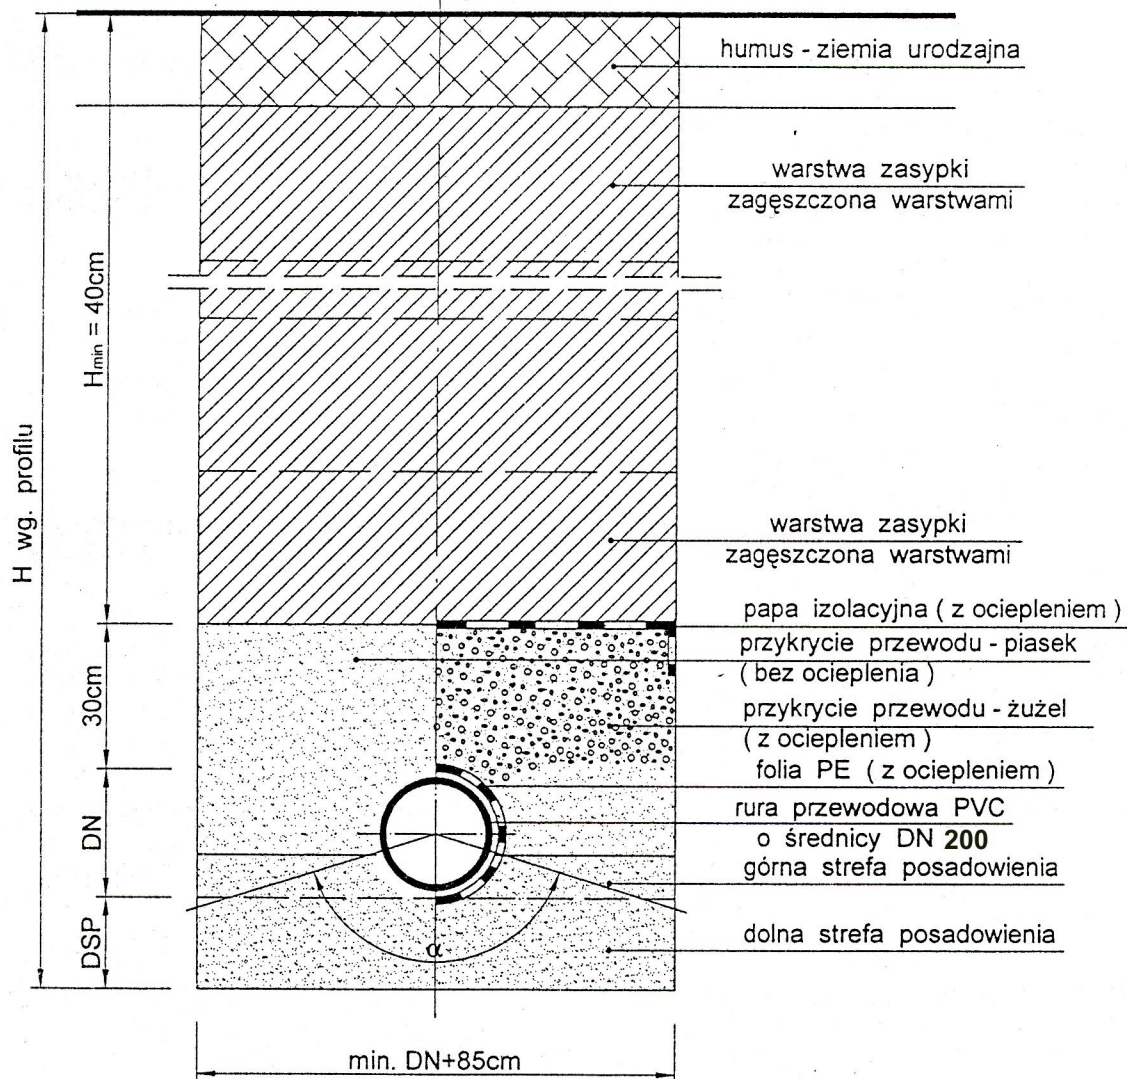 humus - ziemia urodzajna
warstwa zasypki
zagęszczona warstwami
Hmin = 40cm
H wg. profilu
warstwa zasypki
zagęszczona warstwami
papa izolacyjna ( z ociepleniem )
przykrycie przewodu - piasek
( bez ocieplenia )
30cm
przykrycie przewodu - żużel
( z ociepleniem )
folia PE ( z ociepleniem )
DN
rura przewodowa PVC
o średnicy DN 200
górna strefa posadowienia
DSP
α
dolna strefa posadowienia
min. DN+85cm